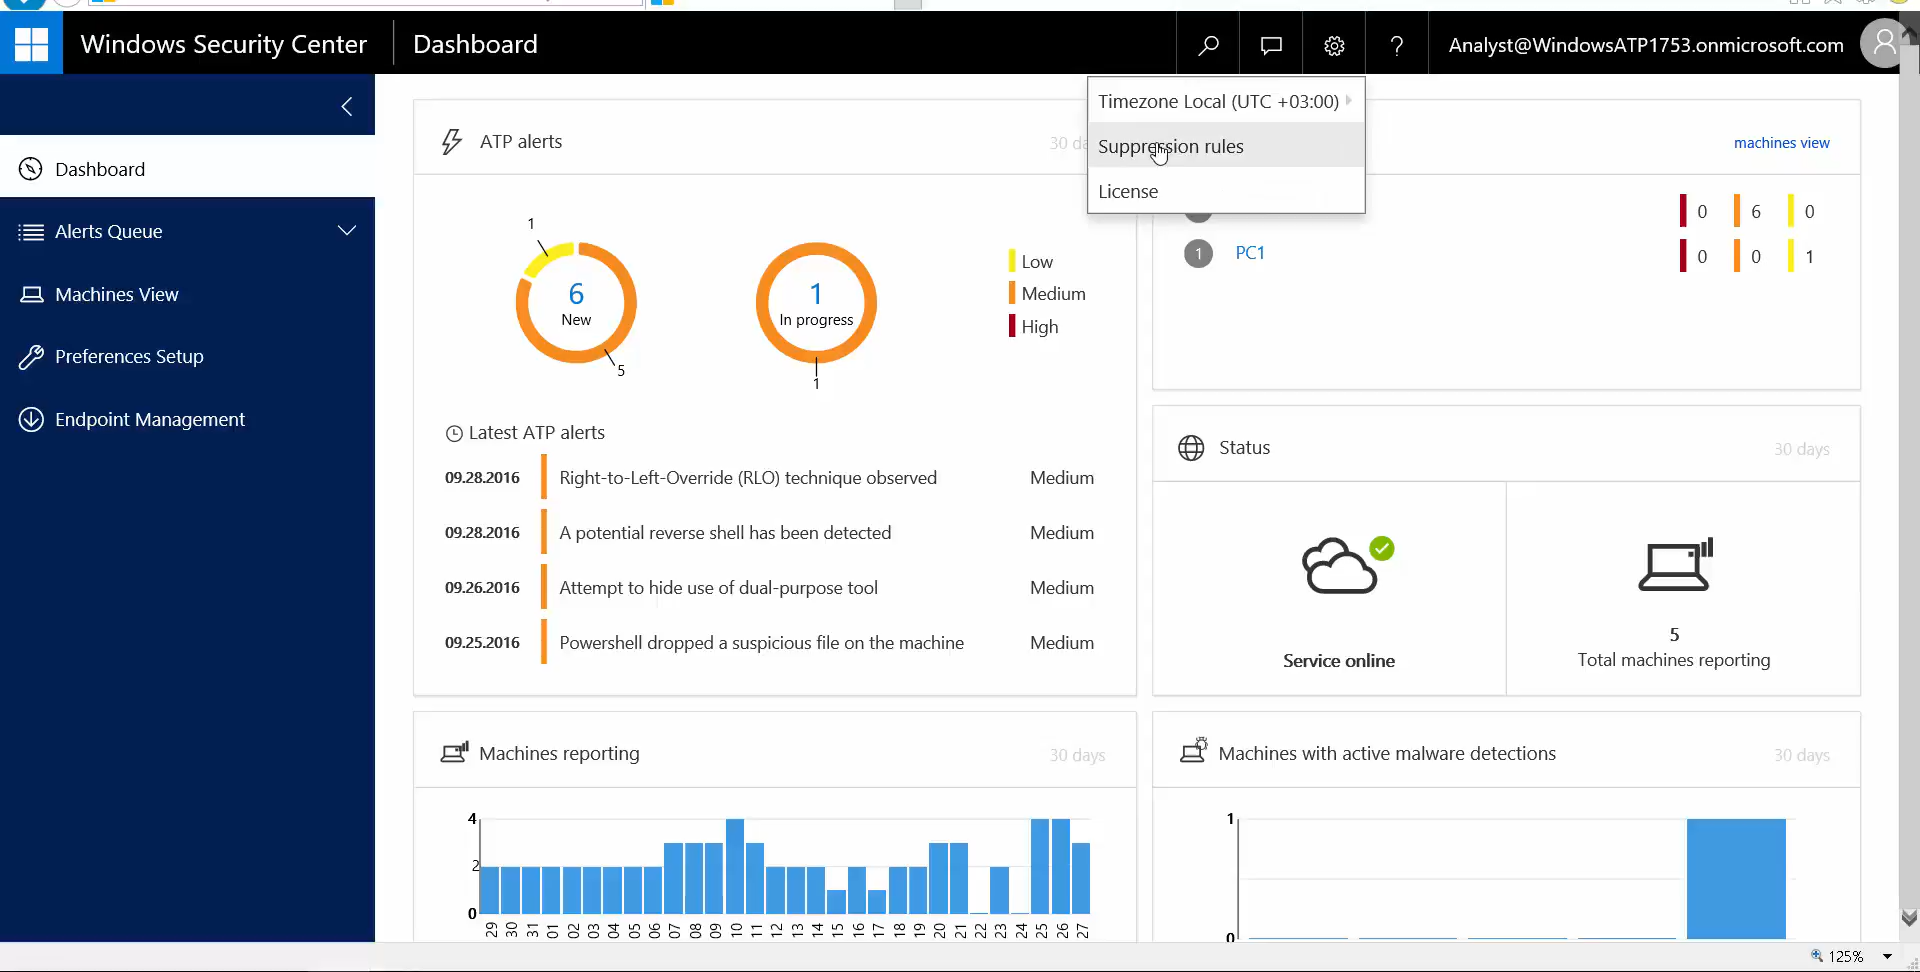 Windows Security Center
Dashboard
?
Analyst@WindowsATP1753.onmicrosoft.com
Timezone Local (UTC +03:00)
Suppression rules
License
Dashboard
Alerts Queue
Machines View
Preferences Setup
Endpoint Management
ATP alerts
30 da
1
6
New
5
1
In progress
1
Low
Medium
High
Latest ATP alerts
09.28.2016 Right-to-Left-Override (RLO) technique observed Medium
09.28.2016 A potential reverse shell has been detected Medium
09.26.2016 Attempt to hide use of dual-purpose tool Medium
09.25.2016 Powershell dropped a suspicious file on the machine Medium
machines view
0 6 0
1 PC1 0 0 1
Status 30 days
Service online
5
Total machines reporting
Machines reporting 30 days
4
2
0
29 30 31 01 02 03 04 05 06 07 08 09 10 11 12 13 14 15 16 17 18 19 20 21 22 23 24 25 26 27
Machines with active malware detections 30 days
1
0
125%